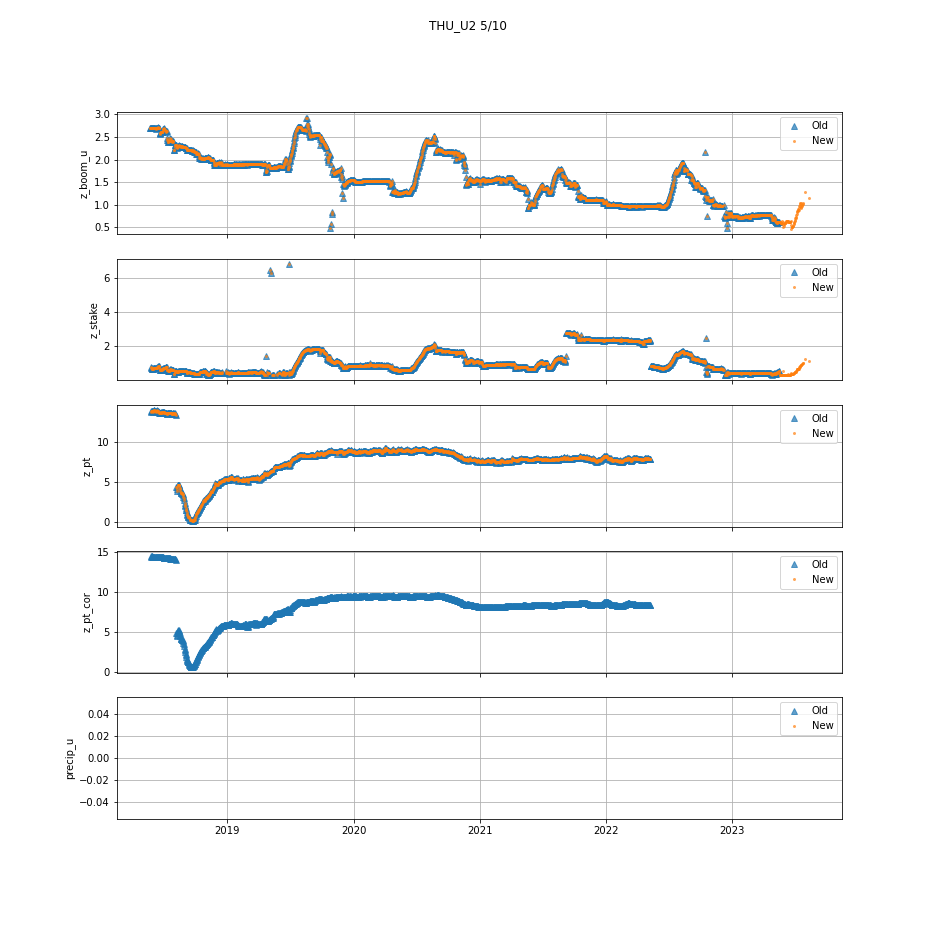 THU_U2 5/10
3.0
2.5
2.0
1.5
1.0
0.5
z_boom_u
Old
New
6
4
2
z_stake
Old
New
10
5
0
z_pt
Old
New
15
10
5
0
z_pt_cor
Old
New
0.04
0.02
0.00
−0.02
−0.04
precip_u
Old
New
2019 2020 2021 2022 2023